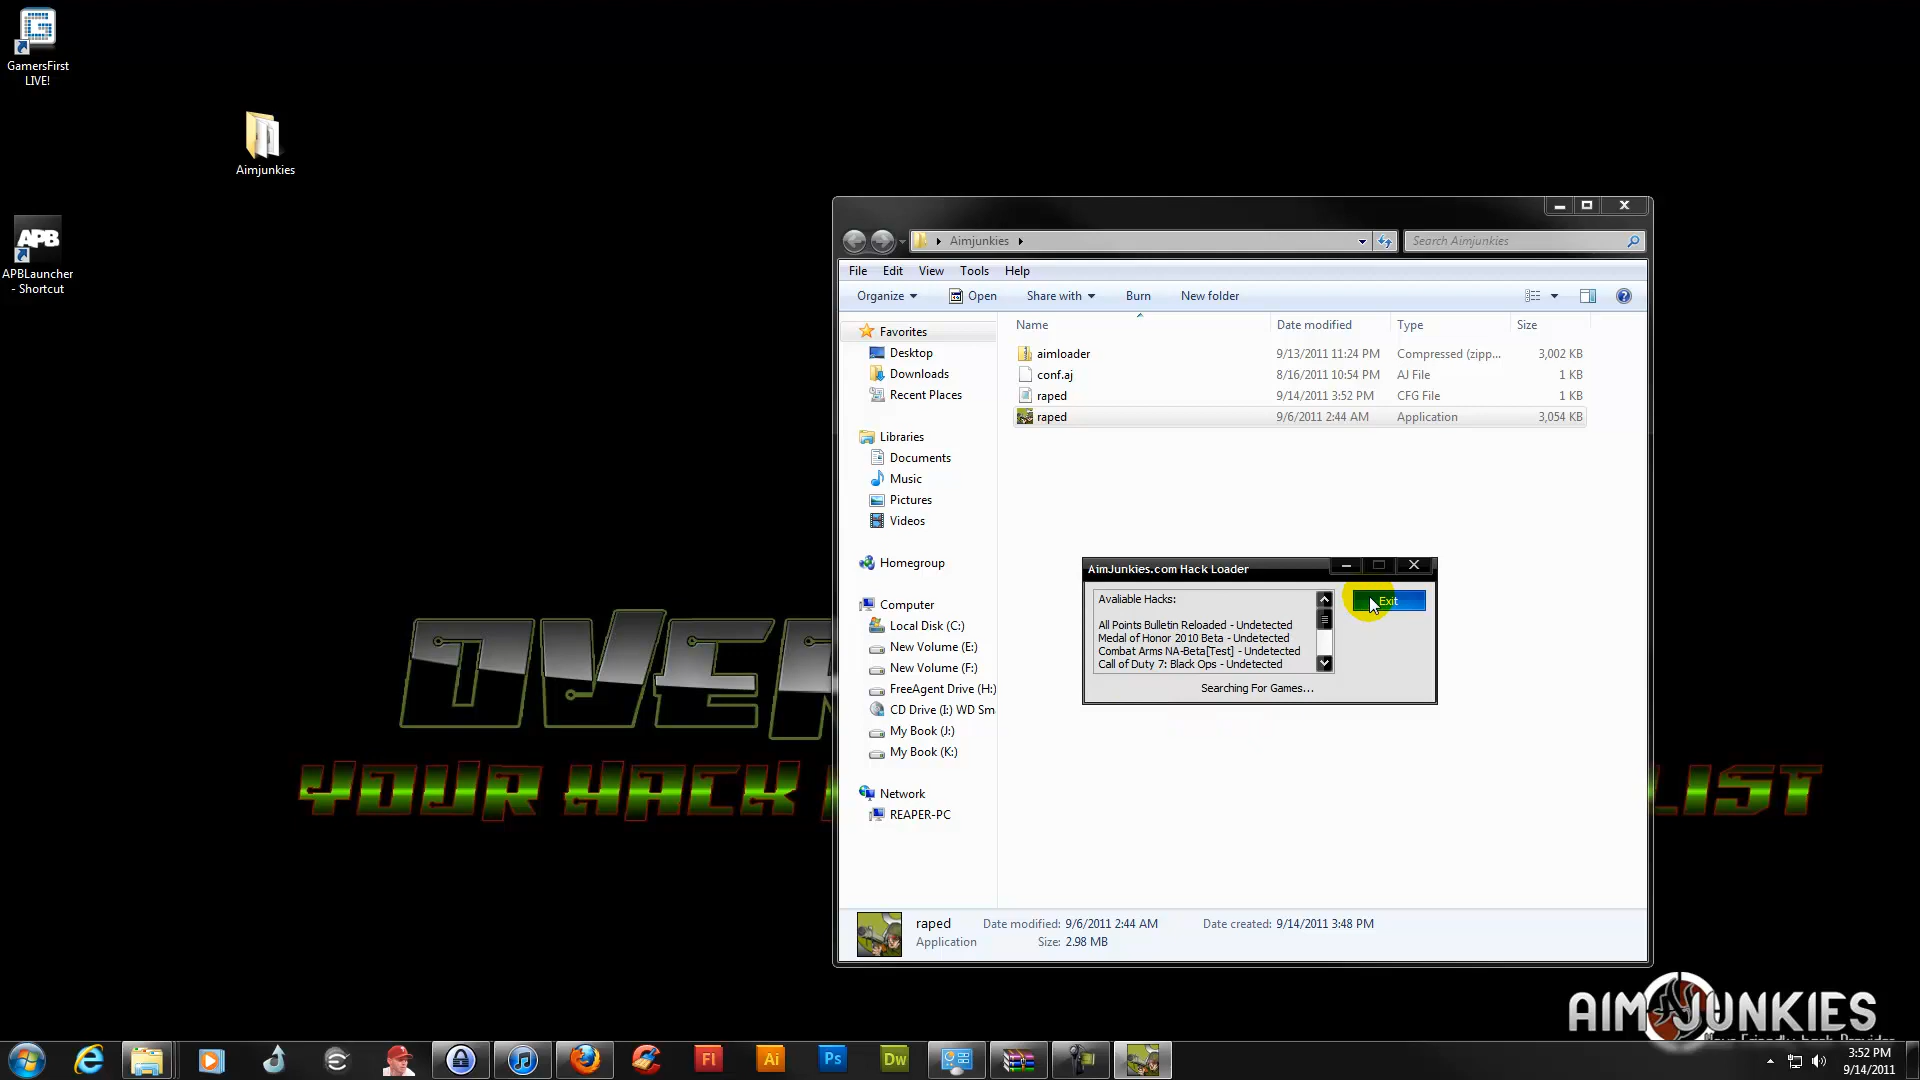 GamersFirst
LIVE!
Aimjunkies
APB
APBLauncher
- Shortcut
Aimjunkies
Search Aimjunkies
File Edit View Tools Help
Organize Open Share with Burn New folder
Name Date modified Type Size
Favorites
Desktop
Downloads
Recent Places
Libraries
Documents
Music
Pictures
Videos
Homegroup
Computer
Local Disk (C:)
New Volume (E:)
New Volume (F:)
FreeAgent Drive (H:)
CD Drive (I:) WD Sm
My Book (J:)
My Book (K:)
Network
REAPER-PC
aimloader 9/13/2011 11:24 PM Compressed (zipp... 3,002 KB
conf.aj 8/16/2011 10:54 PM AJ File 1 KB
raped 9/14/2011 3:52 PM CFG File 1 KB
raped 9/6/2011 2:44 AM Application 3,054 KB
AimJunkies.com Hack Loader
Avaliable Hacks:
All Points Bulletin Reloaded - Undetected
Medal of Honor 2010 Beta - Undetected
Combat Arms NA-Beta[Test] - Undetected
Call of Duty 7: Black Ops - Undetected
Exit
Searching For Games...
raped Date modified: 9/6/2011 2:44 AM Date created: 9/14/2011 3:48 PM
Application Size: 2.98 MB
OVER
YOUR HACK LIST
AIMJUNKIES
Fl Ai Ps Dw
3:52 PM
9/14/2011